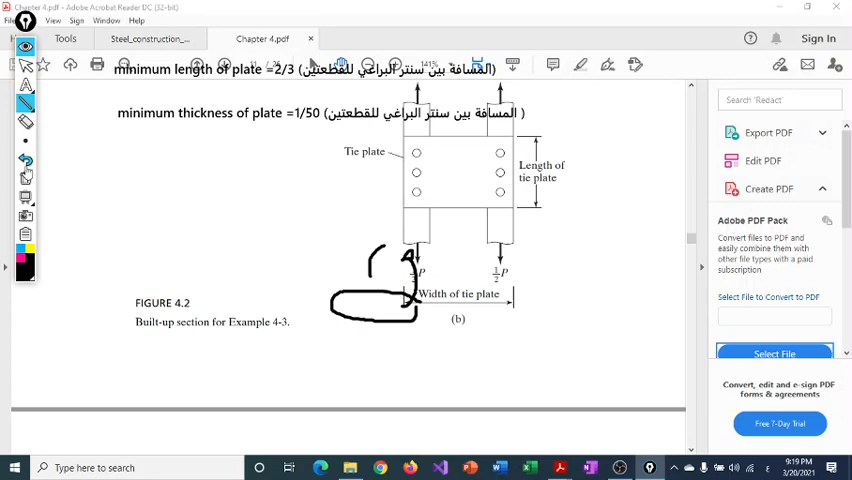 Chapter 4.pdf - Adobe Acrobat Reader DC (32-bit)
View Sign Window Help
Tools
Steel_construction_...
Chapter 4.pdf ×
Sign In
141%
minimum length of plate =2/3 (المسافة بين سنتر البراغي للقطعتين)
minimum thickness of plate =1/50 (المسافة بين سنتر البراغي للقطعتين )
Tie plate
Length of
tie plate
P
1/2 P
Width of tie plate
(b)
FIGURE 4.2
Built-up section for Example 4-3.
Search 'Redact'
Export PDF
Edit PDF
Create PDF
Adobe PDF Pack
Convert files to PDF and
easily combine them with
other file types with a paid
subscription
Select File to Convert to PDF
Select File
Convert, edit and e-sign PDF
forms & agreements
Free 7-Day Trial
Type here to search
9:19 PM
3/20/2021